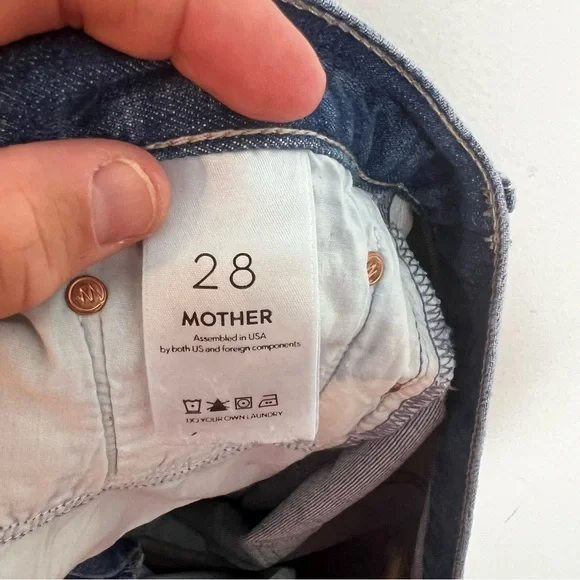 28
MOTHER
Assembled in USA
by both US and foreign components
DO YOUR OWN LAUNDRY